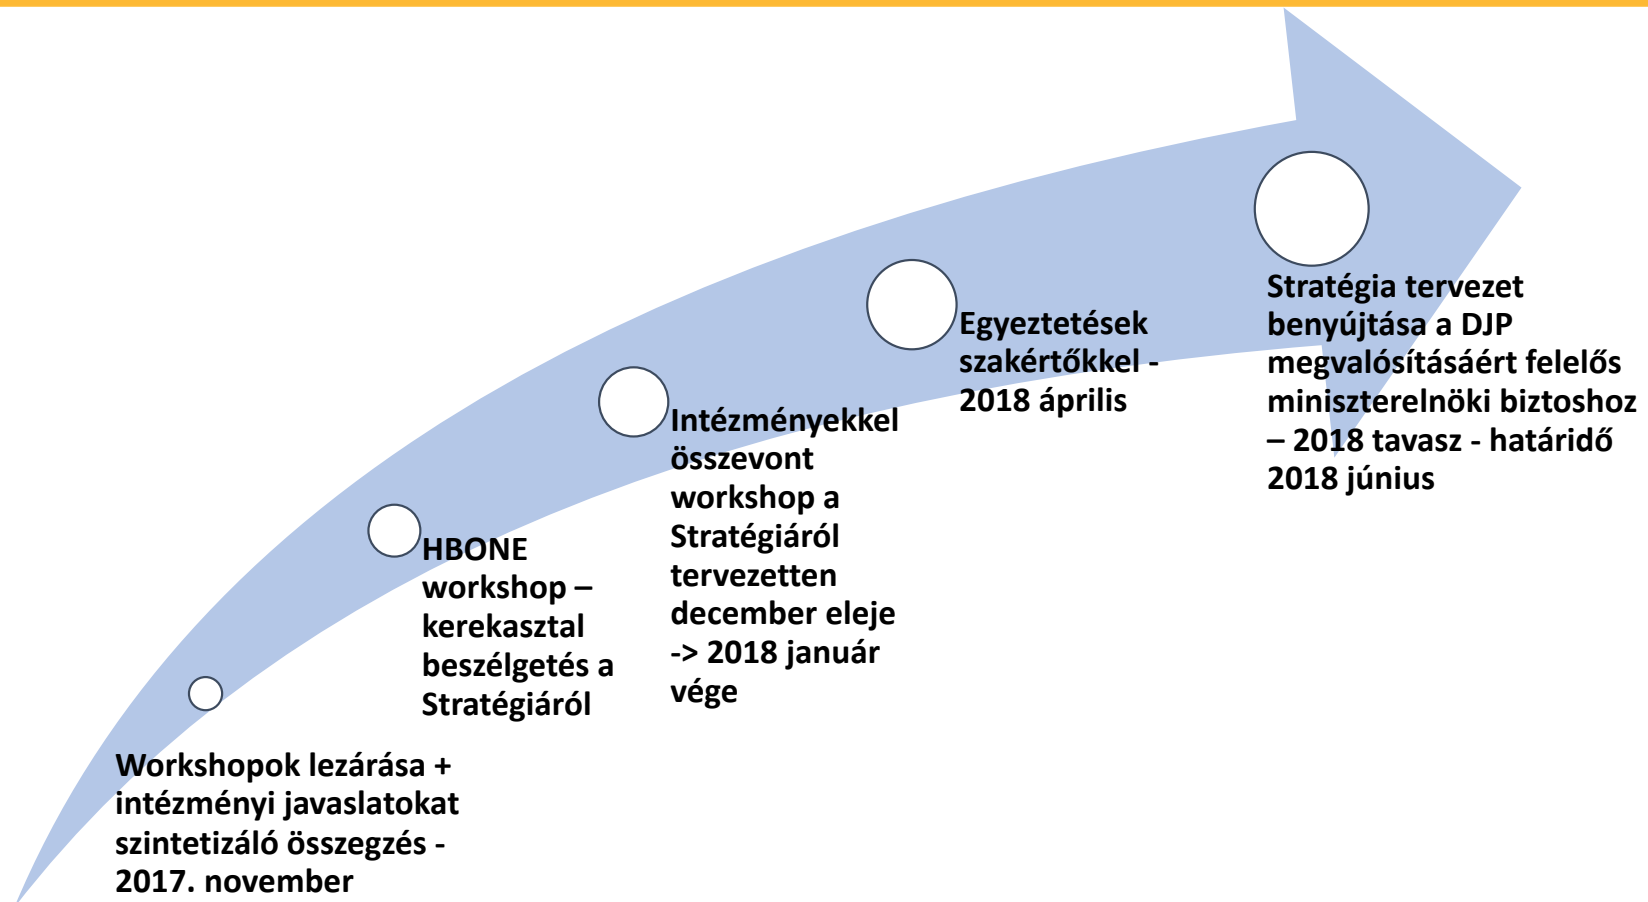 Workshopok lezárása +
intézményi javaslatokat
szintetizáló összegzés -
2017. november
HBONE
workshop –
kerekasztal
beszélgetés a
Stratégiáról
Intézményekkel
összevont
workshop a
Stratégiáról
tervezetten
december eleje
-> 2018 január
vége
Egyeztetések
szakértőkkel -
2018 április
Stratégia tervezet
benyújtása a DJP
megvalósításáért felelős
miniszterelnöki biztoshoz
– 2018 tavasz - határidő
2018 június